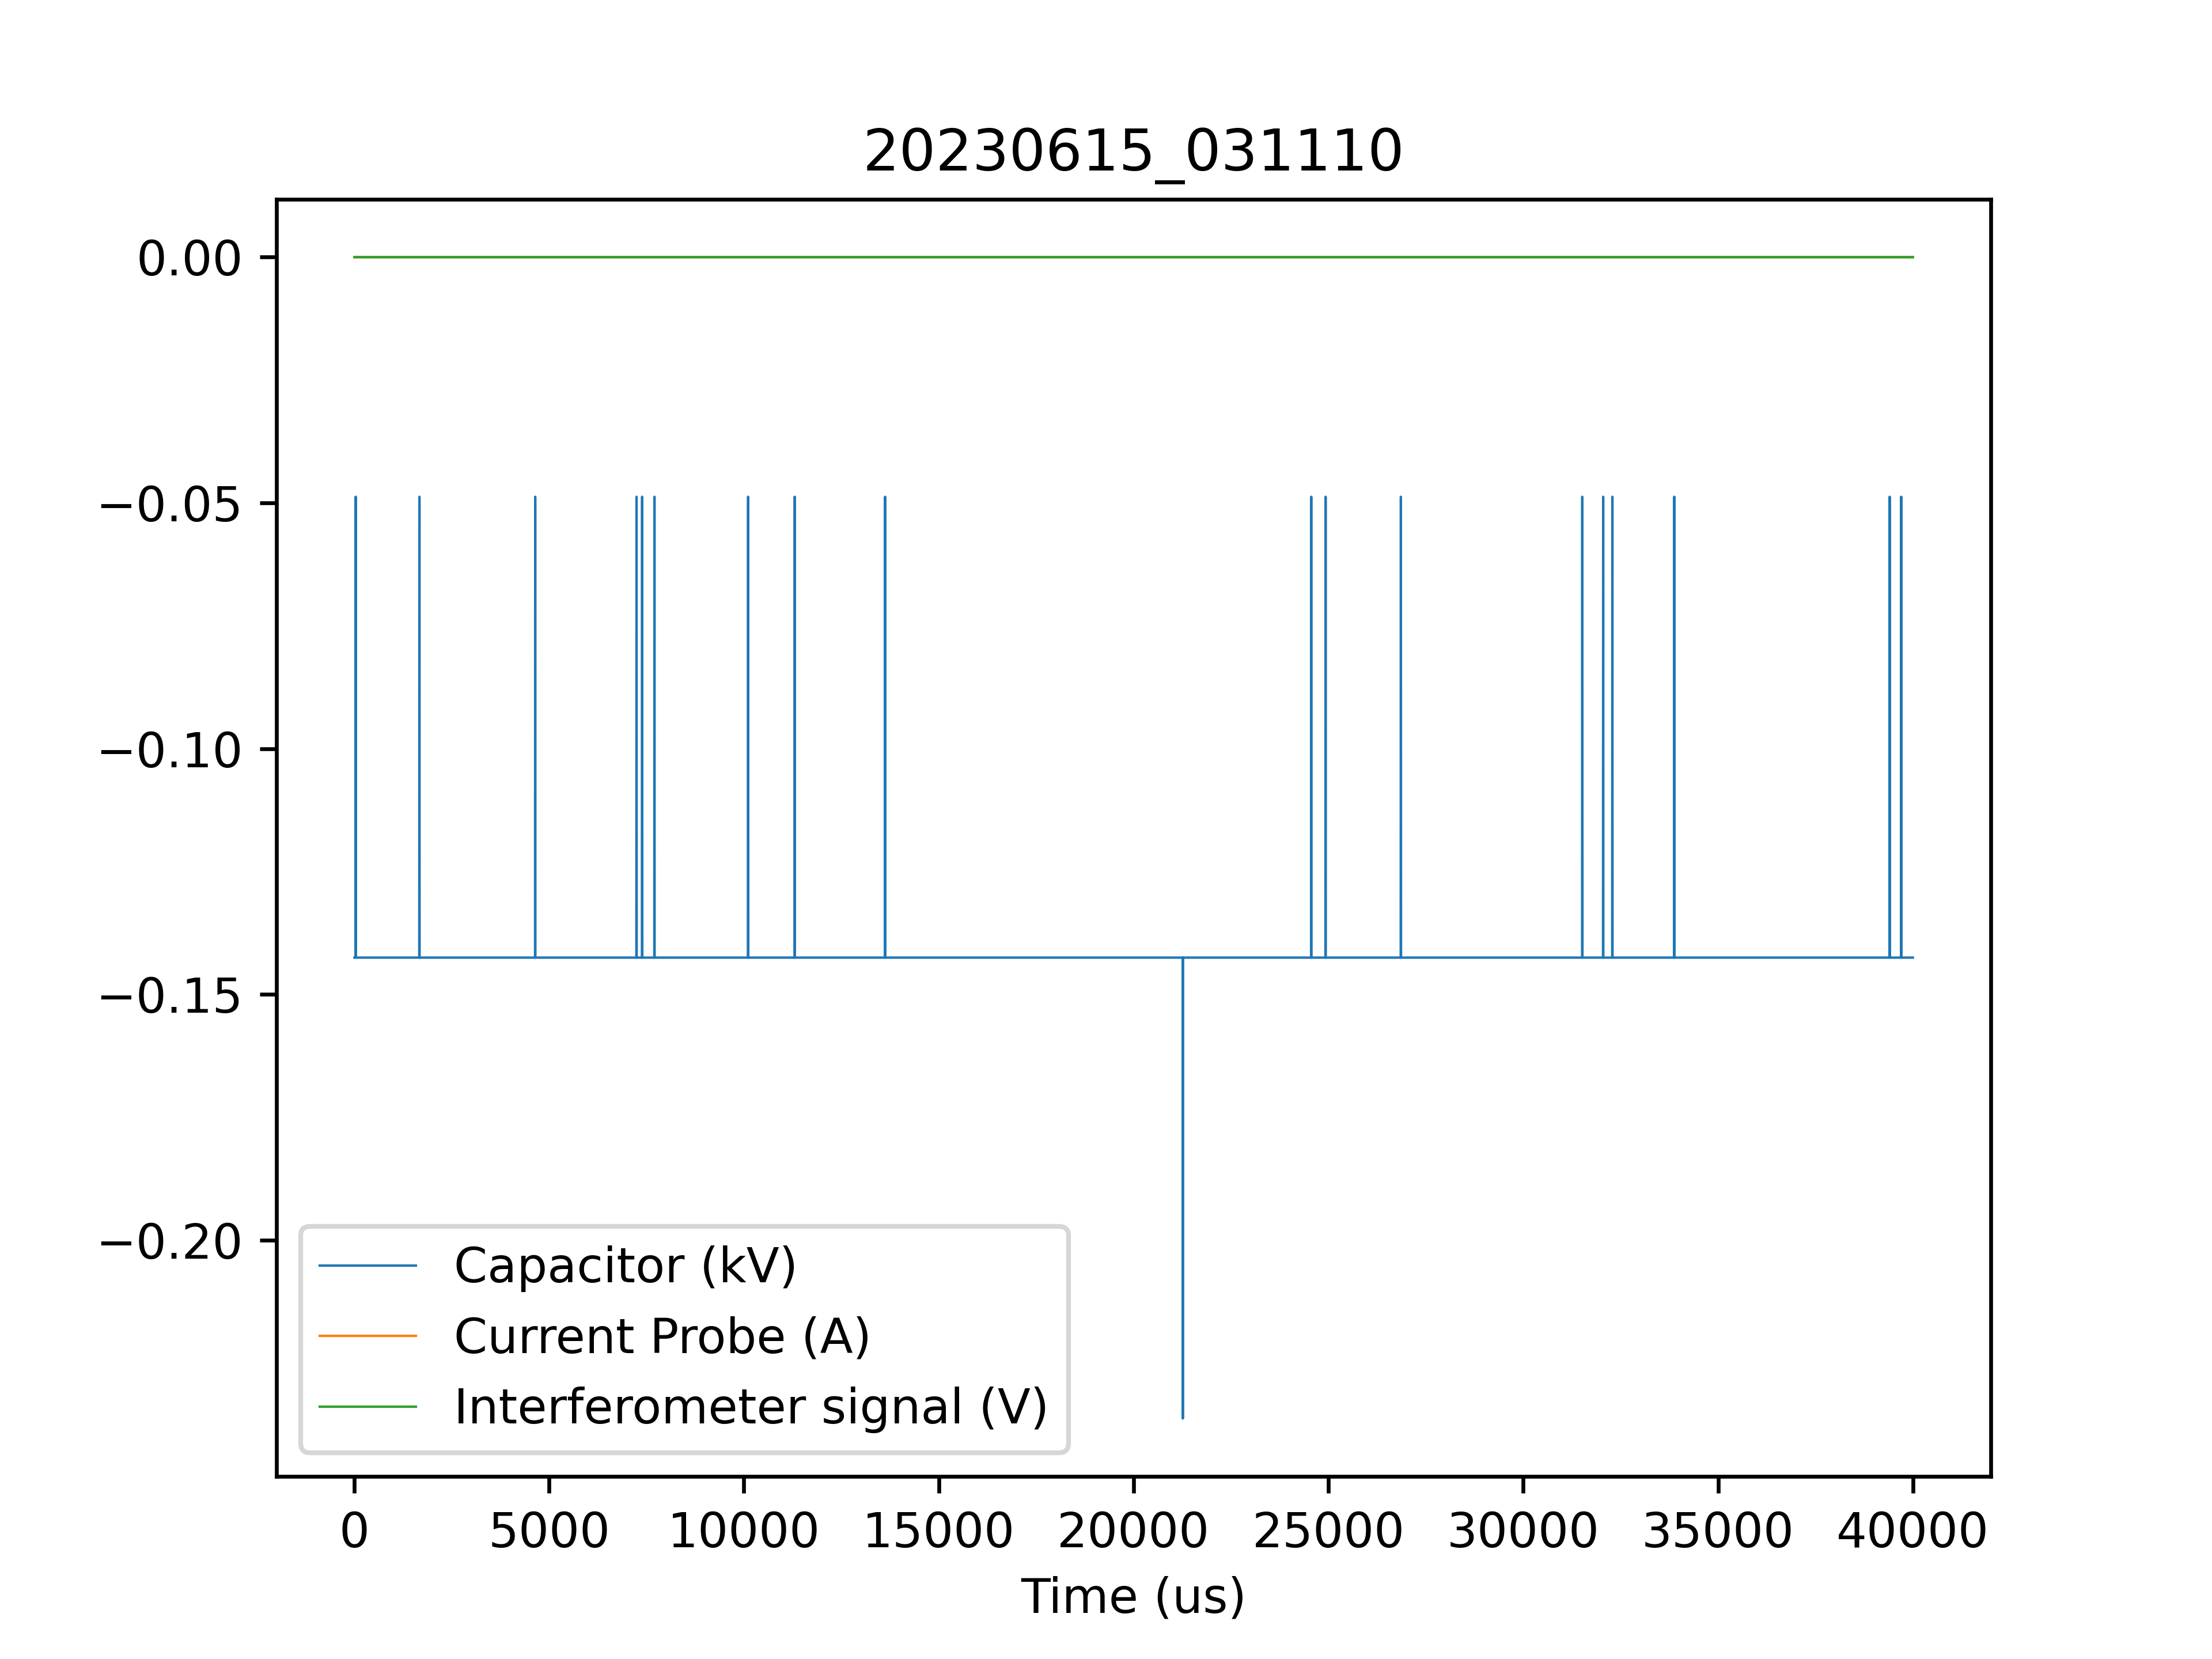 20230615_031110
0.00
−0.05
−0.10
−0.15
−0.20
Capacitor (kV)
Current Probe (A)
Interferometer signal (V)
0 5000 10000 15000 20000 25000 30000 35000 40000
Time (us)